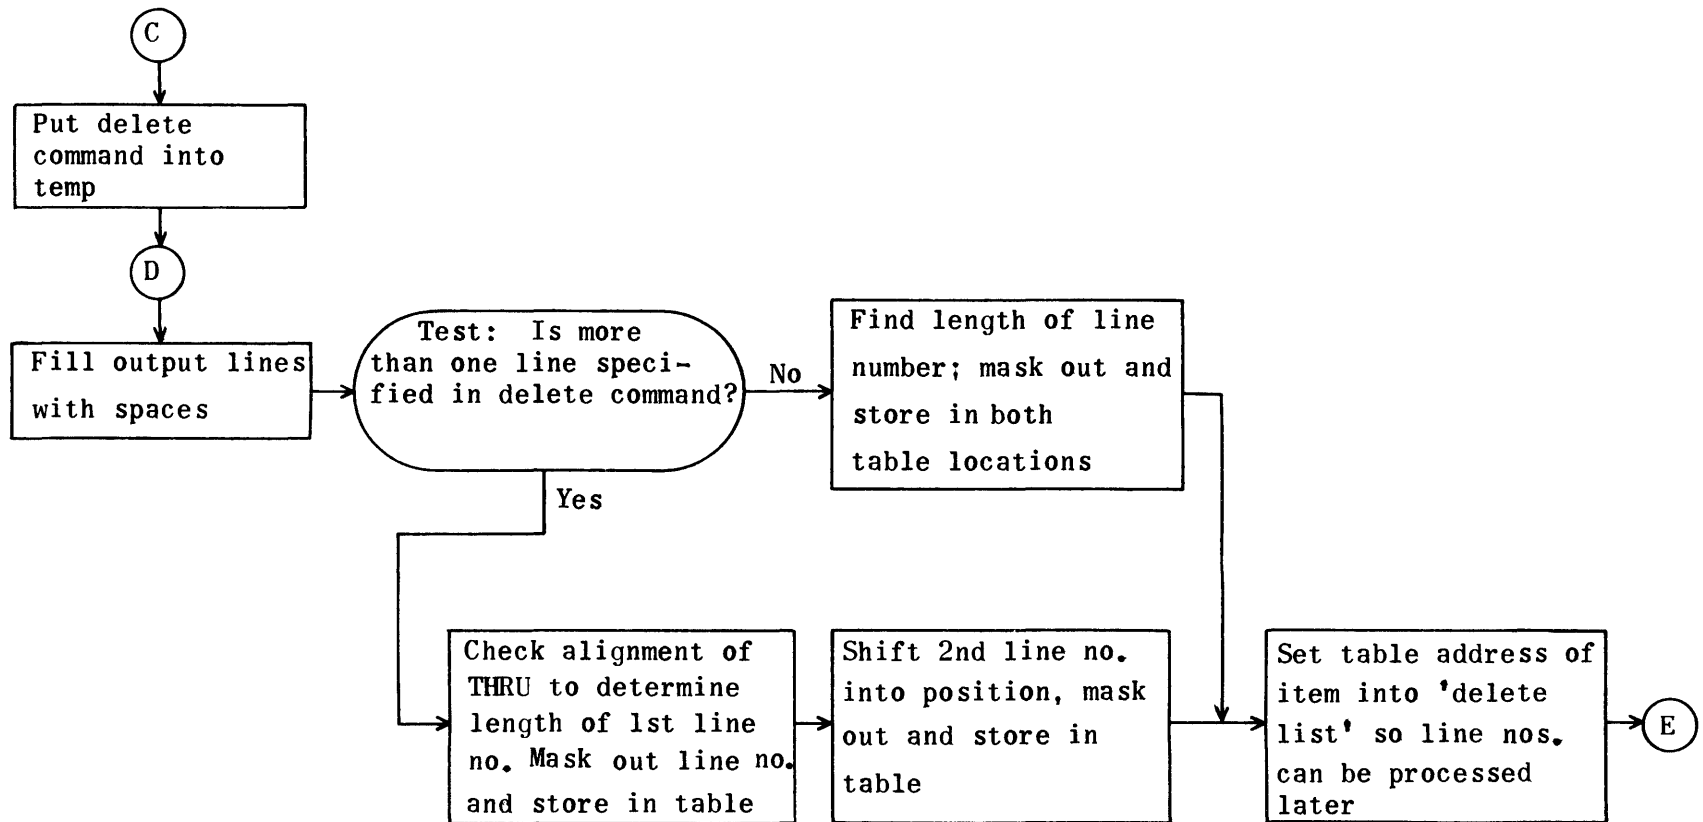 C
Put delete
command into
temp
D
Fill output lines
with spaces
Test: Is more
than one line speci-
fied in delete command?
No
Yes
Find length of line
number; mask out and
store in both
table locations
Check alignment of
THRU to determine
length of 1st line
no. Mask out line no.
and store in table
Shift 2nd line no.
into position, mask
out and store in
table
Set table address of
item into 'delete
list' so line nos.
can be processed
later
E